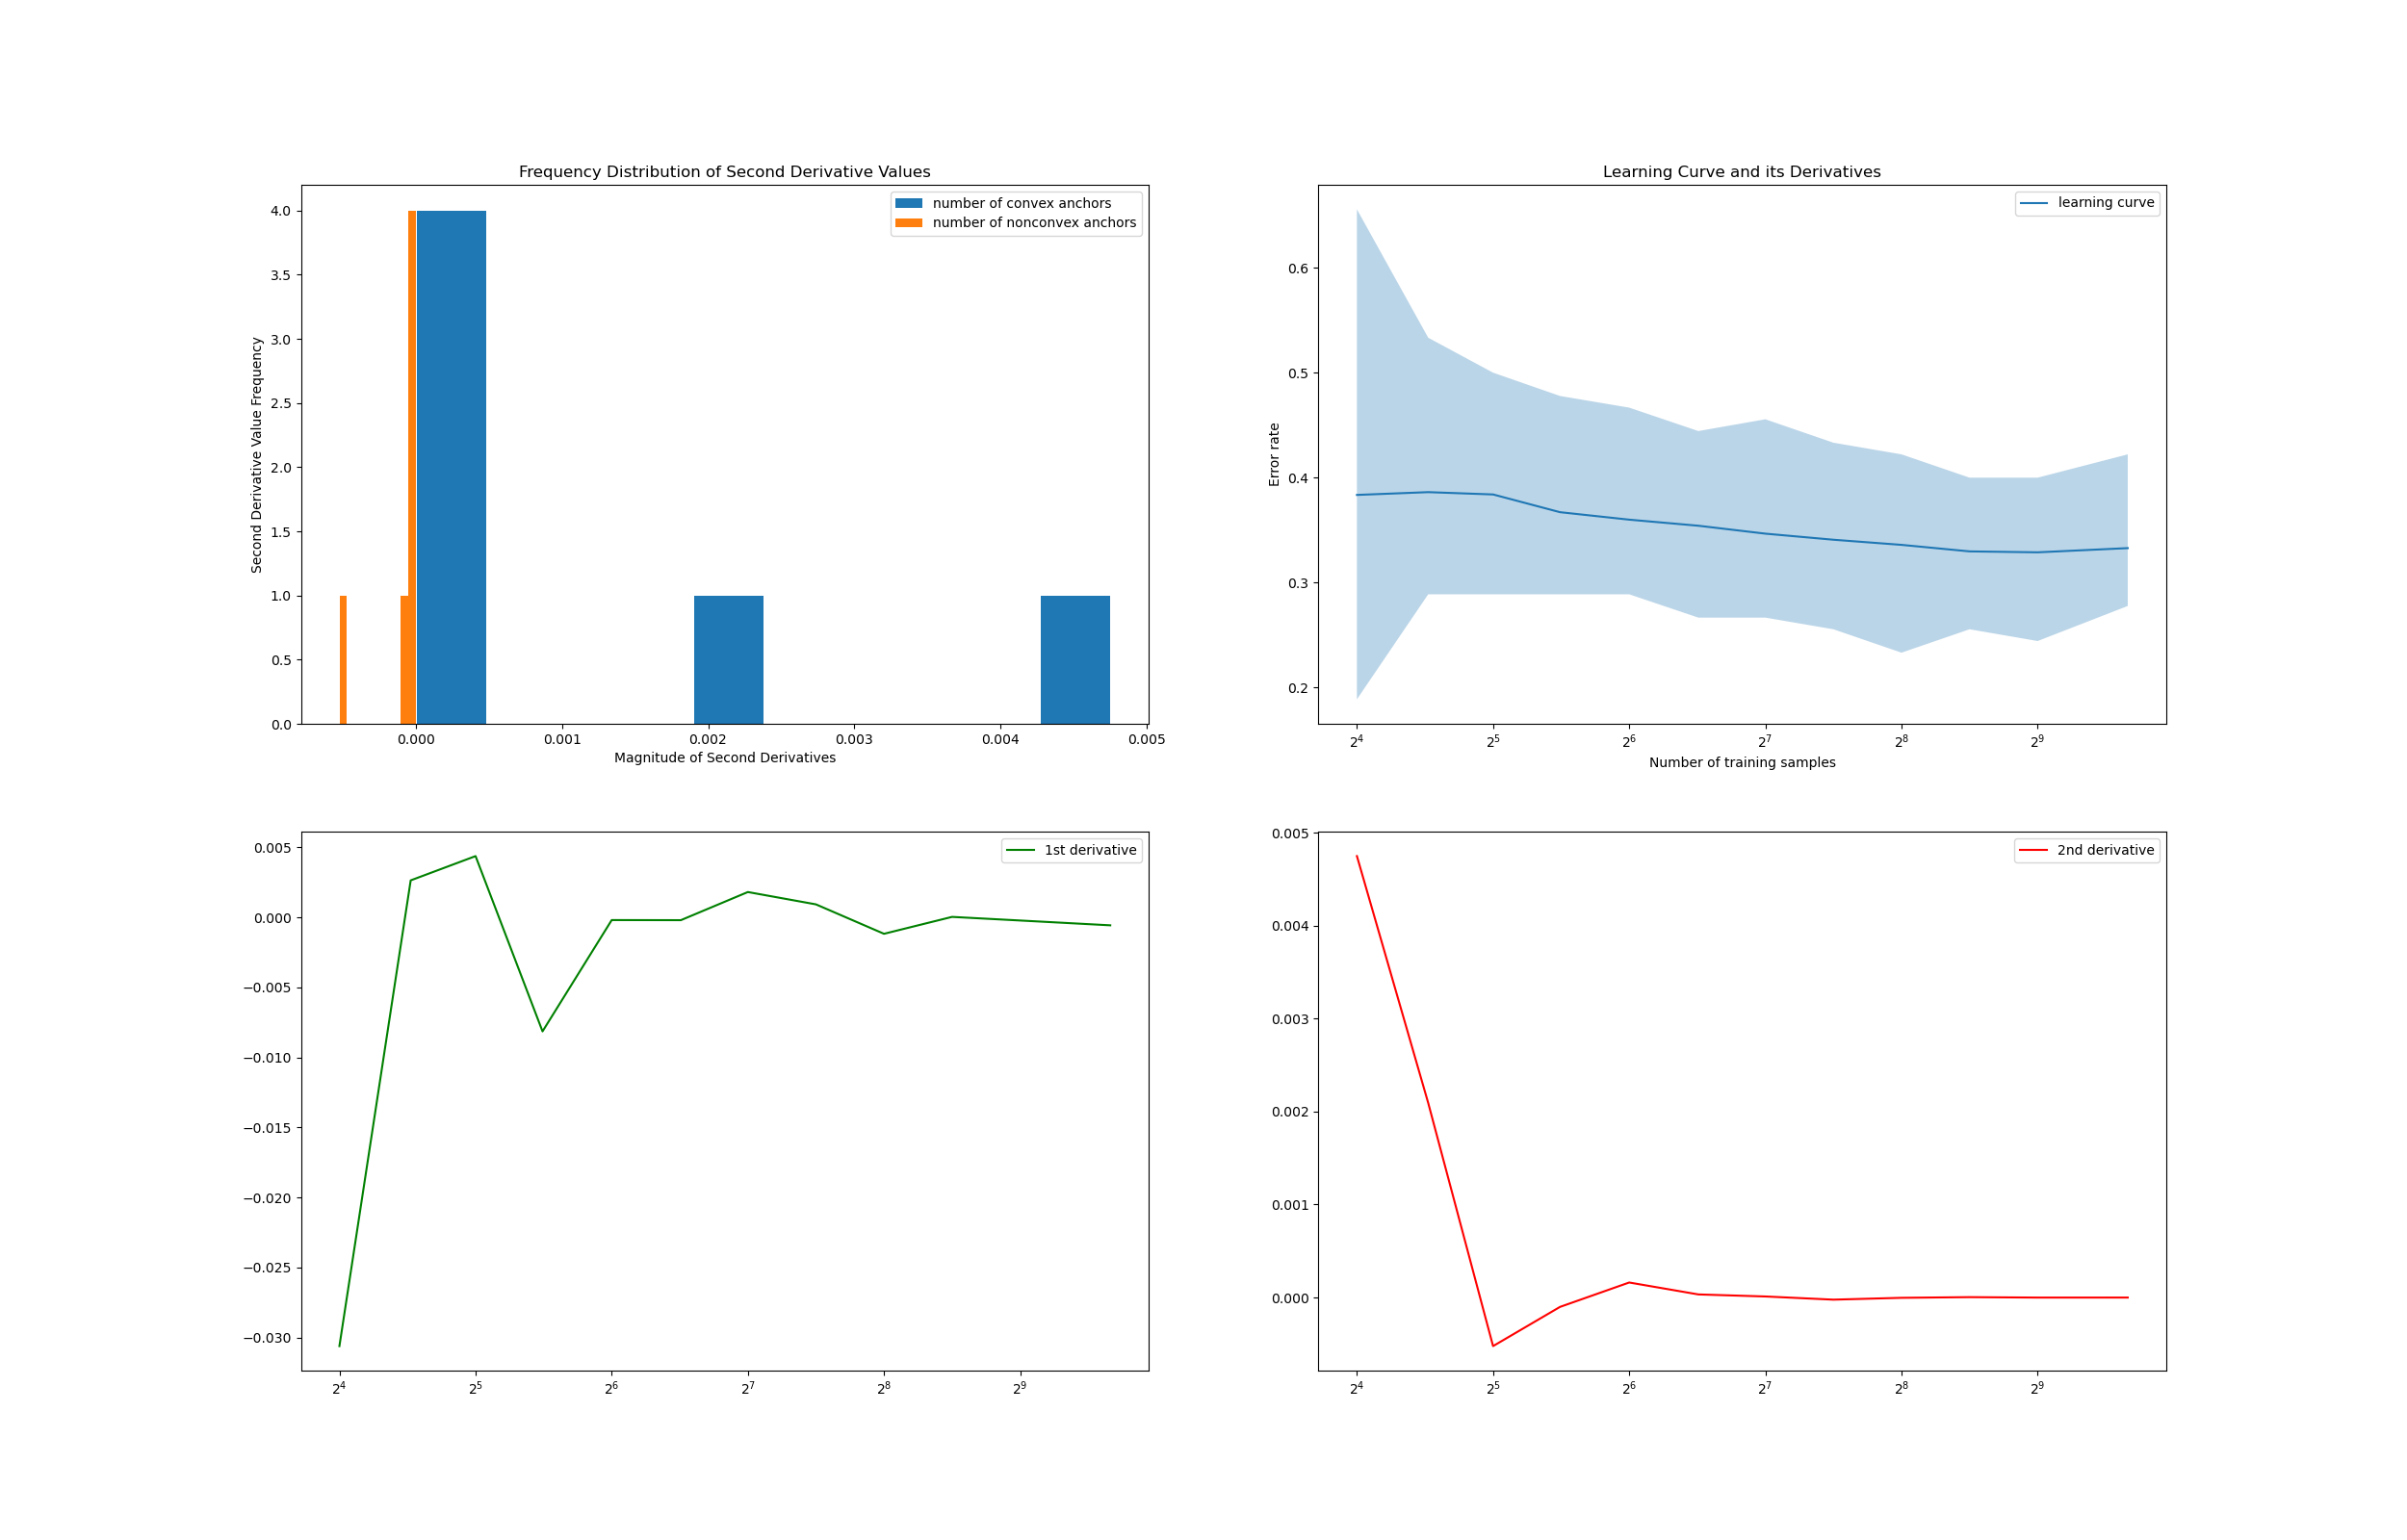 Frequency Distribution of Second Derivative Values
number of convex anchors
number of nonconvex anchors
Second Derivative Value Frequency
4.0
3.5
3.0
2.5
2.0
1.5
1.0
0.5
0.0
0.000 0.001 0.002 0.003 0.004 0.005
Magnitude of Second Derivatives
Learning Curve and its Derivatives
learning curve
Error rate
0.6
0.5
0.4
0.3
0.2
2⁴ 2⁵ 2⁶ 2⁷ 2⁸ 2⁹
Number of training samples
1st derivative
0.005
0.000
−0.005
−0.010
−0.015
−0.020
−0.025
−0.030
2⁴ 2⁵ 2⁶ 2⁷ 2⁸ 2⁹
2nd derivative
0.005
0.004
0.003
0.002
0.001
0.000
2⁴ 2⁵ 2⁶ 2⁷ 2⁸ 2⁹